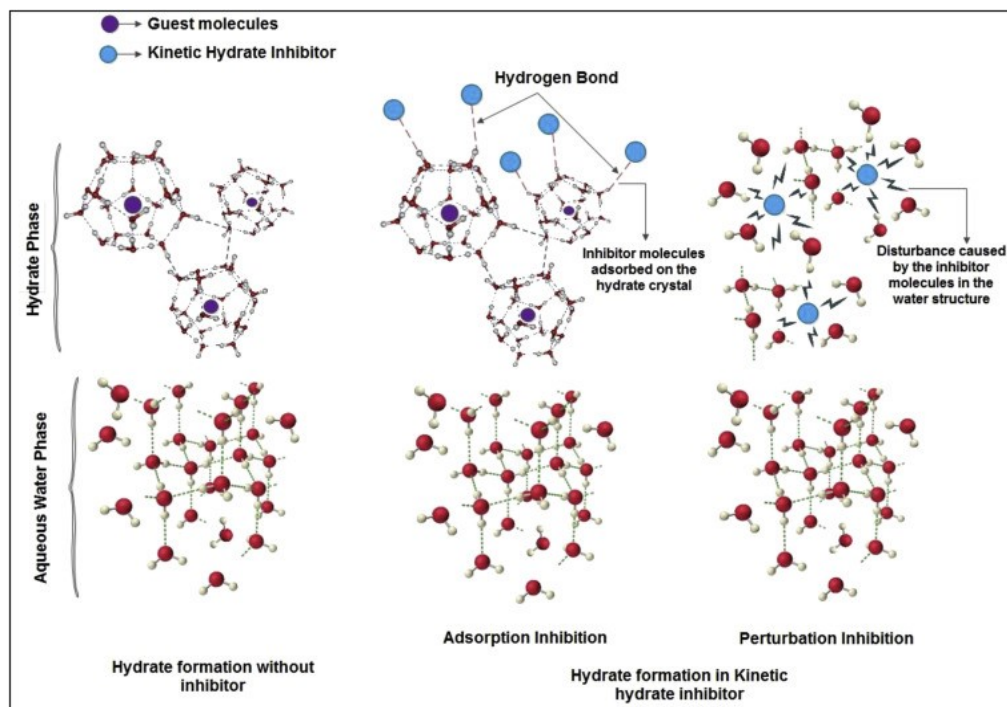 Guest molecules
Kinetic Hydrate Inhibitor
Hydrogen Bond
Hydrate Phase
Inhibitor molecules
adsorbed on the
hydrate crystal
Disturbance caused
by the inhibitor
molecules in the
water structure
Aqueous Water Phase
Adsorption Inhibition
Perturbation Inhibition
Hydrate formation without
inhibitor
Hydrate formation in Kinetic
hydrate inhibitor